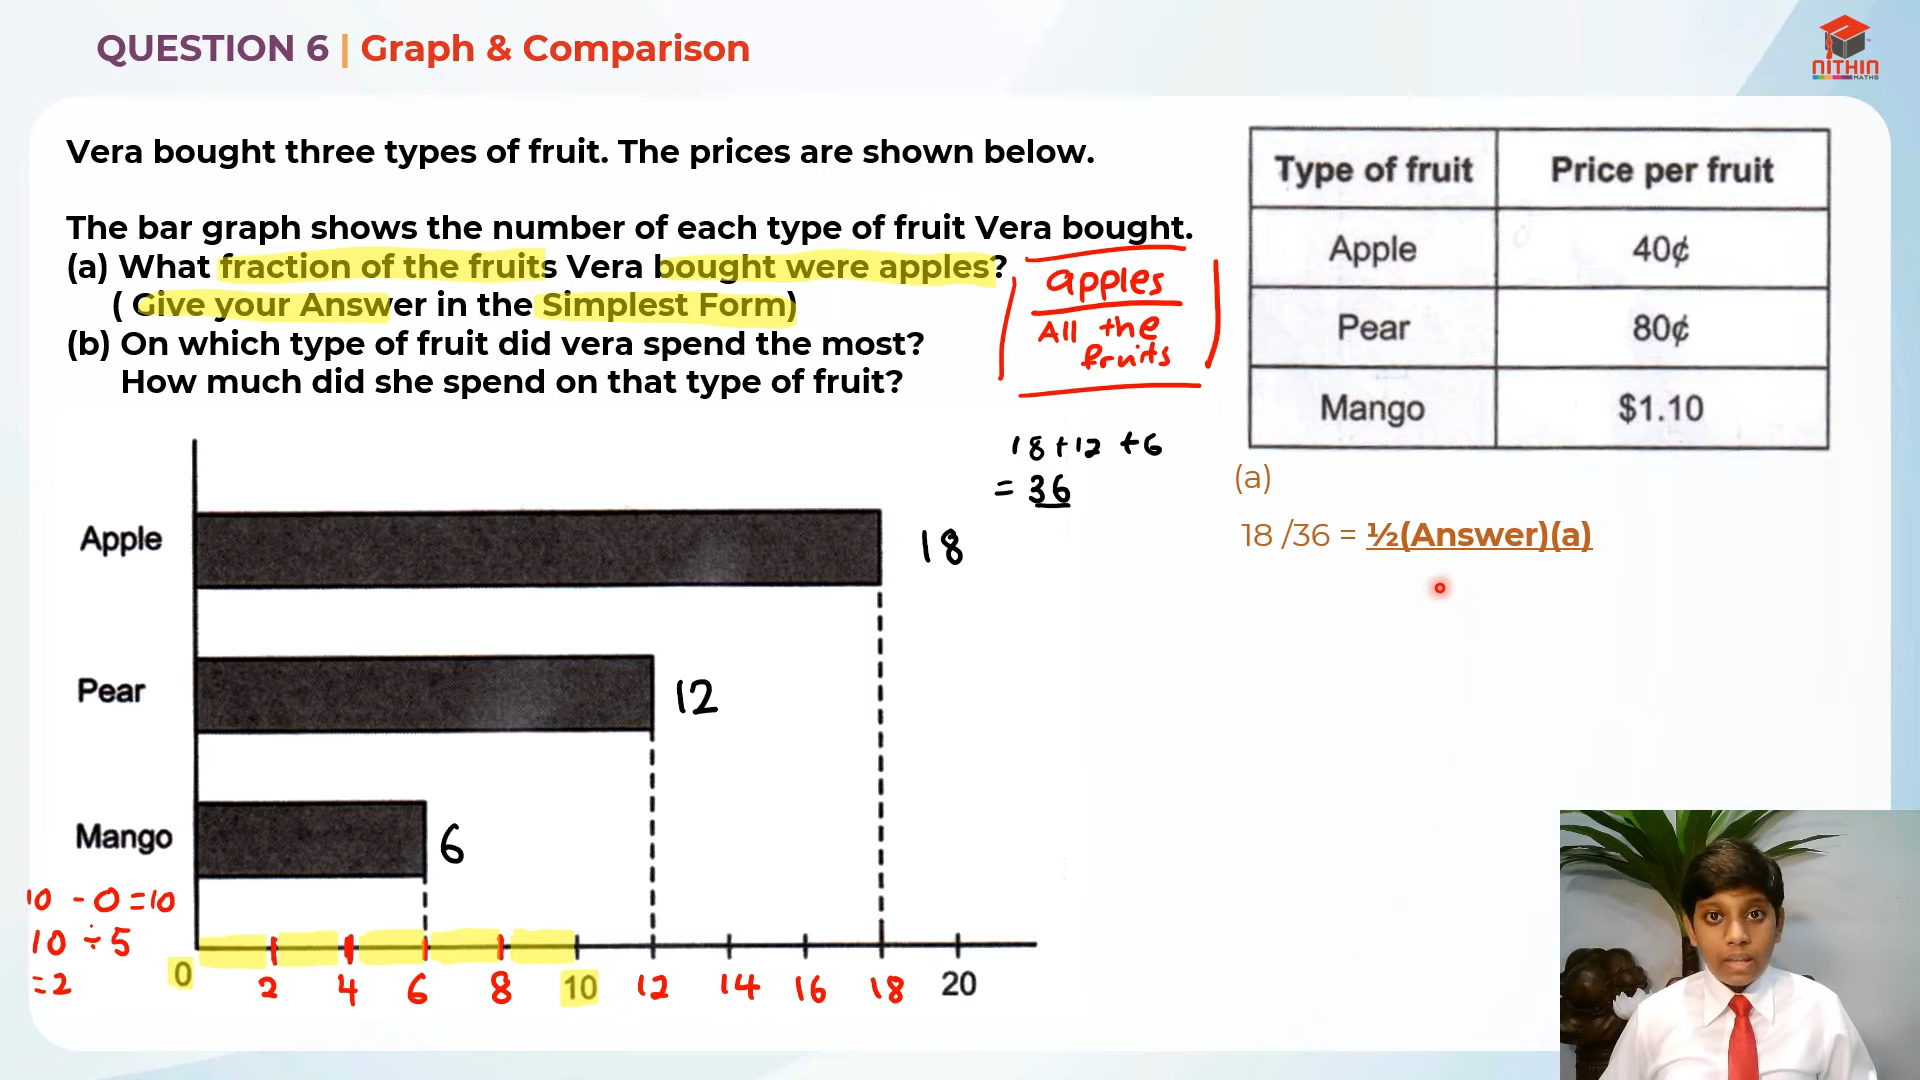 QUESTION 6 | Graph & Comparison
NITHIN
MATHS
Vera bought three types of fruit. The prices are shown below.
The bar graph shows the number of each type of fruit Vera bought.
(a) What fraction of the fruits Vera bought were apples?
( Give your Answer in the Simplest Form)
(b) On which type of fruit did vera spend the most?
How much did she spend on that type of fruit?
apples
All the
fruits
18+12 +6
= 36
Type of fruit Price per fruit
Apple 40¢
Pear 80¢
Mango $1.10
(a)
18 /36 = ½(Answer)(a)
Apple 18
Pear 12
Mango 6
10 - 0 = 10
10 ÷ 5
= 2
0 2 4 6 8 10 12 14 16 18 20